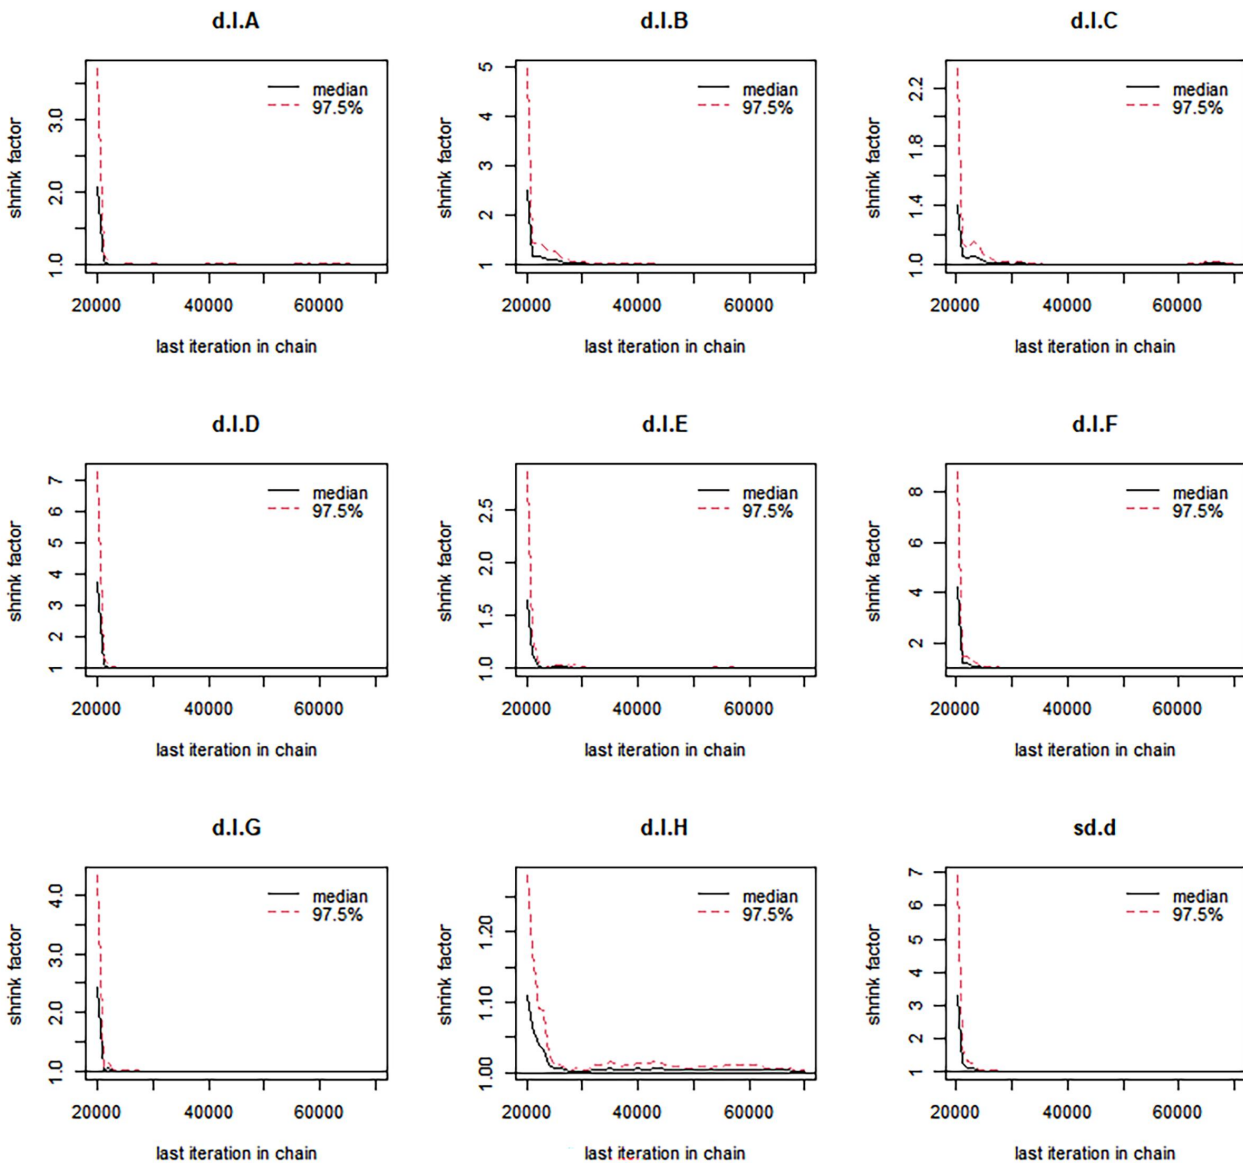 d.I.A
d.I.B
d.I.C
shrink factor
1.0
2.0
3.0
median
97.5%
20000
40000
60000
last iteration in chain
shrink factor
1
2
3
4
5
median
97.5%
20000
40000
60000
last iteration in chain
shrink factor
1.0
1.4
1.8
2.2
median
97.5%
20000
40000
60000
last iteration in chain
d.I.D
d.I.E
d.I.F
shrink factor
1
2
3
4
5
6
7
median
97.5%
20000
40000
60000
last iteration in chain
shrink factor
1.0
1.5
2.0
2.5
median
97.5%
20000
40000
60000
last iteration in chain
shrink factor
2
4
6
8
median
97.5%
20000
40000
60000
last iteration in chain
d.I.G
d.I.H
sd.d
shrink factor
1.0
2.0
3.0
4.0
median
97.5%
20000
40000
60000
last iteration in chain
shrink factor
1.00
1.10
1.20
median
97.5%
20000
40000
60000
last iteration in chain
shrink factor
1
2
3
4
5
6
7
median
97.5%
20000
40000
60000
last iteration in chain